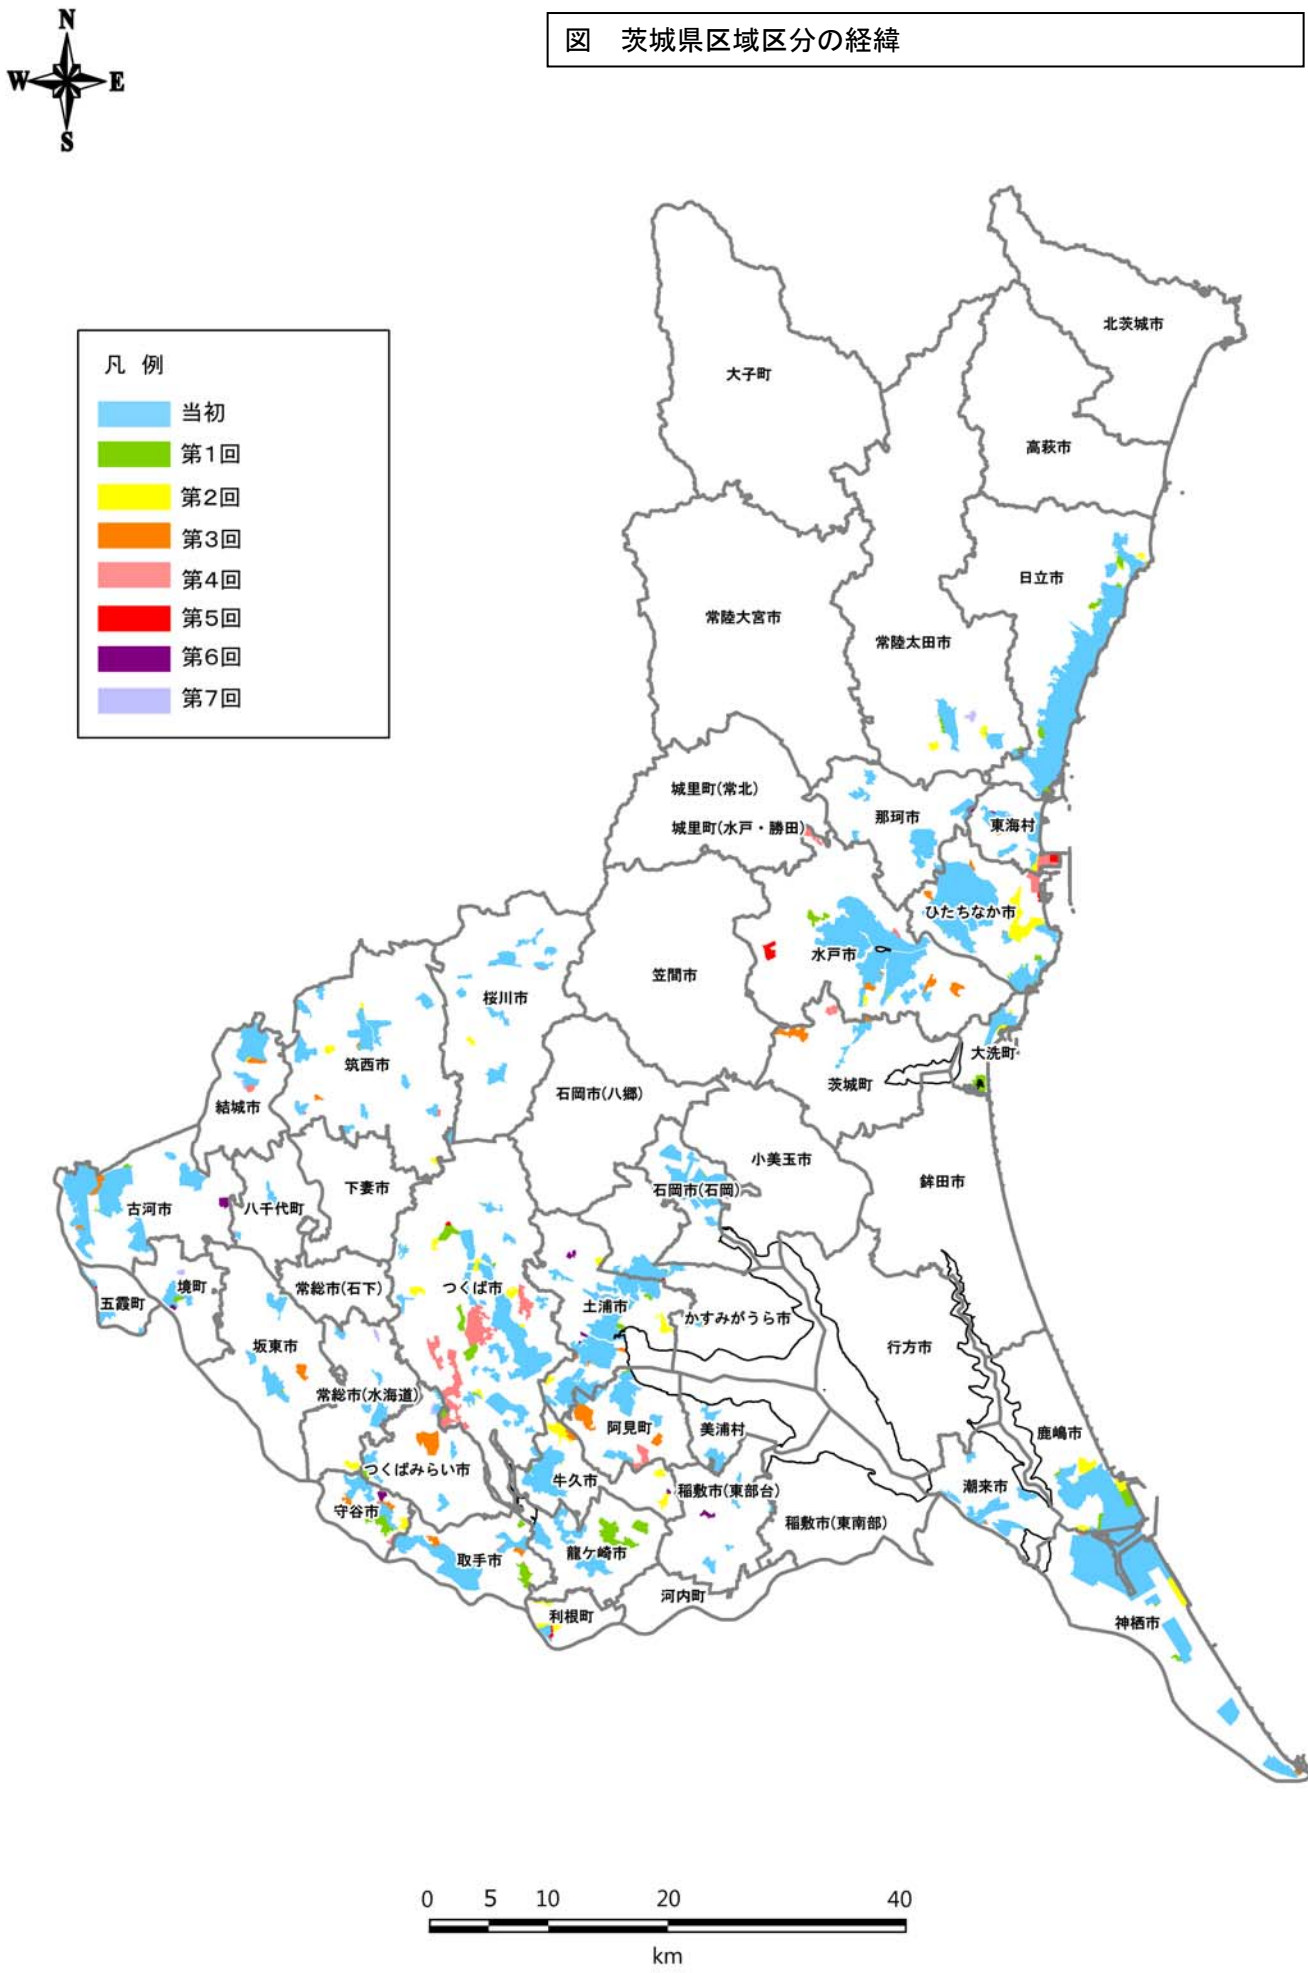 N
図　茨城県区域区分の経緯
W
E
S
北茨城市
凡 例
大子町
当初
高萩市
第1回
第2回
第3回
日立市
第4回
第5回
常陸大宮市
常陸太田市
第6回
第7回
城里町(常北)
那珂市
東海村
城里町(水戸・勝田)
ひたちなか市
水戸市
笠間市
桜川市
大洗町
筑西市
茨城町
石岡市(八郷)
結城市
小美玉市
下妻市
鉾田市
石岡市(石岡)
古河市
八千代町
境町
常総市(石下)
つくば市
五霞町
土浦市
かすみがうら市
坂東市
行方市
常総市(水海道)
阿見町
美浦村
鹿嶋市
つくばみらい市
牛久市
潮来市
稲敷市(東部台)
守谷市
稲敷市(東南部)
取手市
龍ケ崎市
河内町
利根町
神栖市
0 5 10 20 40
km